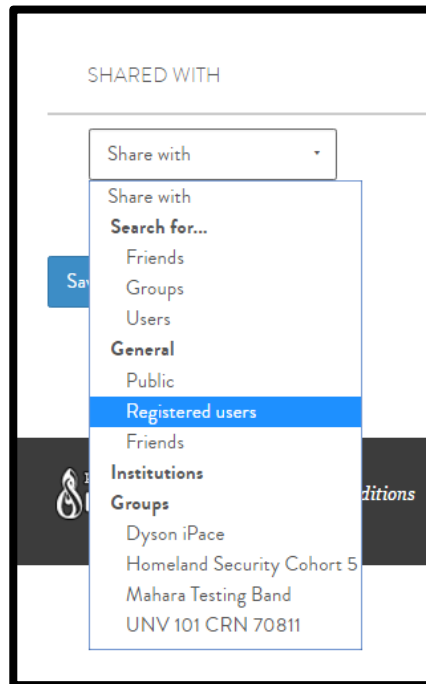 SHARED WITH
Share with
Share with
Search for...
Friends
Groups
Users
General
Public
Registered users
Friends
Institutions
Groups
Dyson iPace
Homeland Security Cohort 5
Mahara Testing Band
UNV 101 CRN 70811